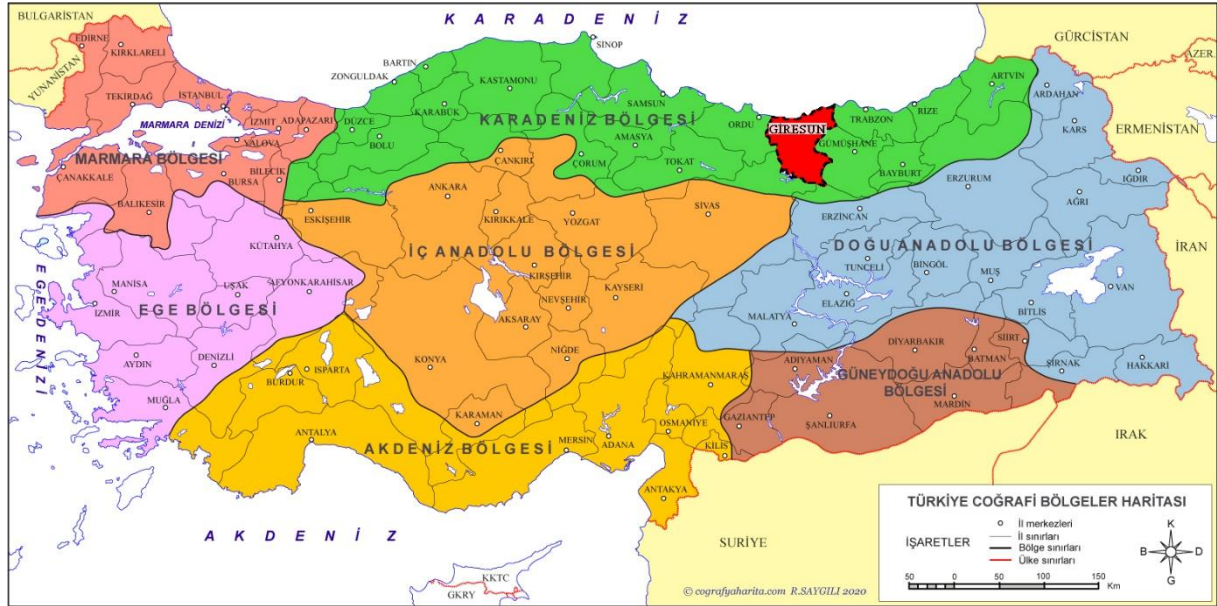 KARADENİZ
BULGARİSTAN
GÜRCİSTAN
AZER.
YUNANİSTAN
ERMENİSTAN
İRAN
IRAK
SURİYE
MARMARA DENİZİ
EGE DENİZİ
AKDENİZ
EDİRNE
KIRKLARELİ
TEKİRDAĞ
İSTANBUL
İZMİT
ADAPAZARI
YALOVA
MARMARA BÖLGESİ
ÇANAKKALE
BURSA
BİLECİK
BALIKESİR
ZONGULDAK
BARTIN
KASTAMONU
SİNOP
KARABÜK
SAMSUN
DÜZCE
BOLU
KARADENİZ BÖLGESİ
AMASYA
ORDU
GİRESUN
TRABZON
RİZE
ARTVİN
GÜMÜŞHANE
ÇORUM
TOKAT
BAYBURT
ARDAHAN
KARS
IĞDIR
ERZURUM
AĞRI
ERZİNCAN
DOĞU ANADOLU BÖLGESİ
TUNCELİ
BİNGÖL
MUŞ
VAN
ELAZIĞ
BİTLİS
MALATYA
HAKKARİ
ŞIRNAK
ÇANKIRI
ANKARA
ESKİŞEHİR
KIRIKKALE
YOZGAT
SİVAS
İÇ ANADOLU BÖLGESİ
KIRŞEHİR
KAYSERİ
NEVŞEHİR
AKSARAY
NİĞDE
KONYA
KARAMAN
KÜTAHYA
MANİSA
UŞAK
AFYONKARAHİSAR
İZMİR
EGE BÖLGESİ
AYDIN
DENİZLİ
MUĞLA
BURDUR
ISPARTA
ANTALYA
AKDENİZ BÖLGESİ
MERSİN
ADANA
OSMANİYE
KAHRAMANMARAŞ
KİLİS
ANTAKYA
ADIYAMAN
DİYARBAKIR
BATMAN
SİİRT
GÜNEYDOĞU ANADOLU
BÖLGESİ
MARDİN
GAZİANTEP
ŞANLIURFA
KKTC
GKRY
TÜRKİYE COĞRAFİ BÖLGELER HARİTASI
İŞARETLER
İl merkezleri
İl sınırları
Bölge sınırları
Ülke sınırları
K
B
D
G
50 0 50 100 150
Km
© cografyaharita.com R.SAYGILI 2020